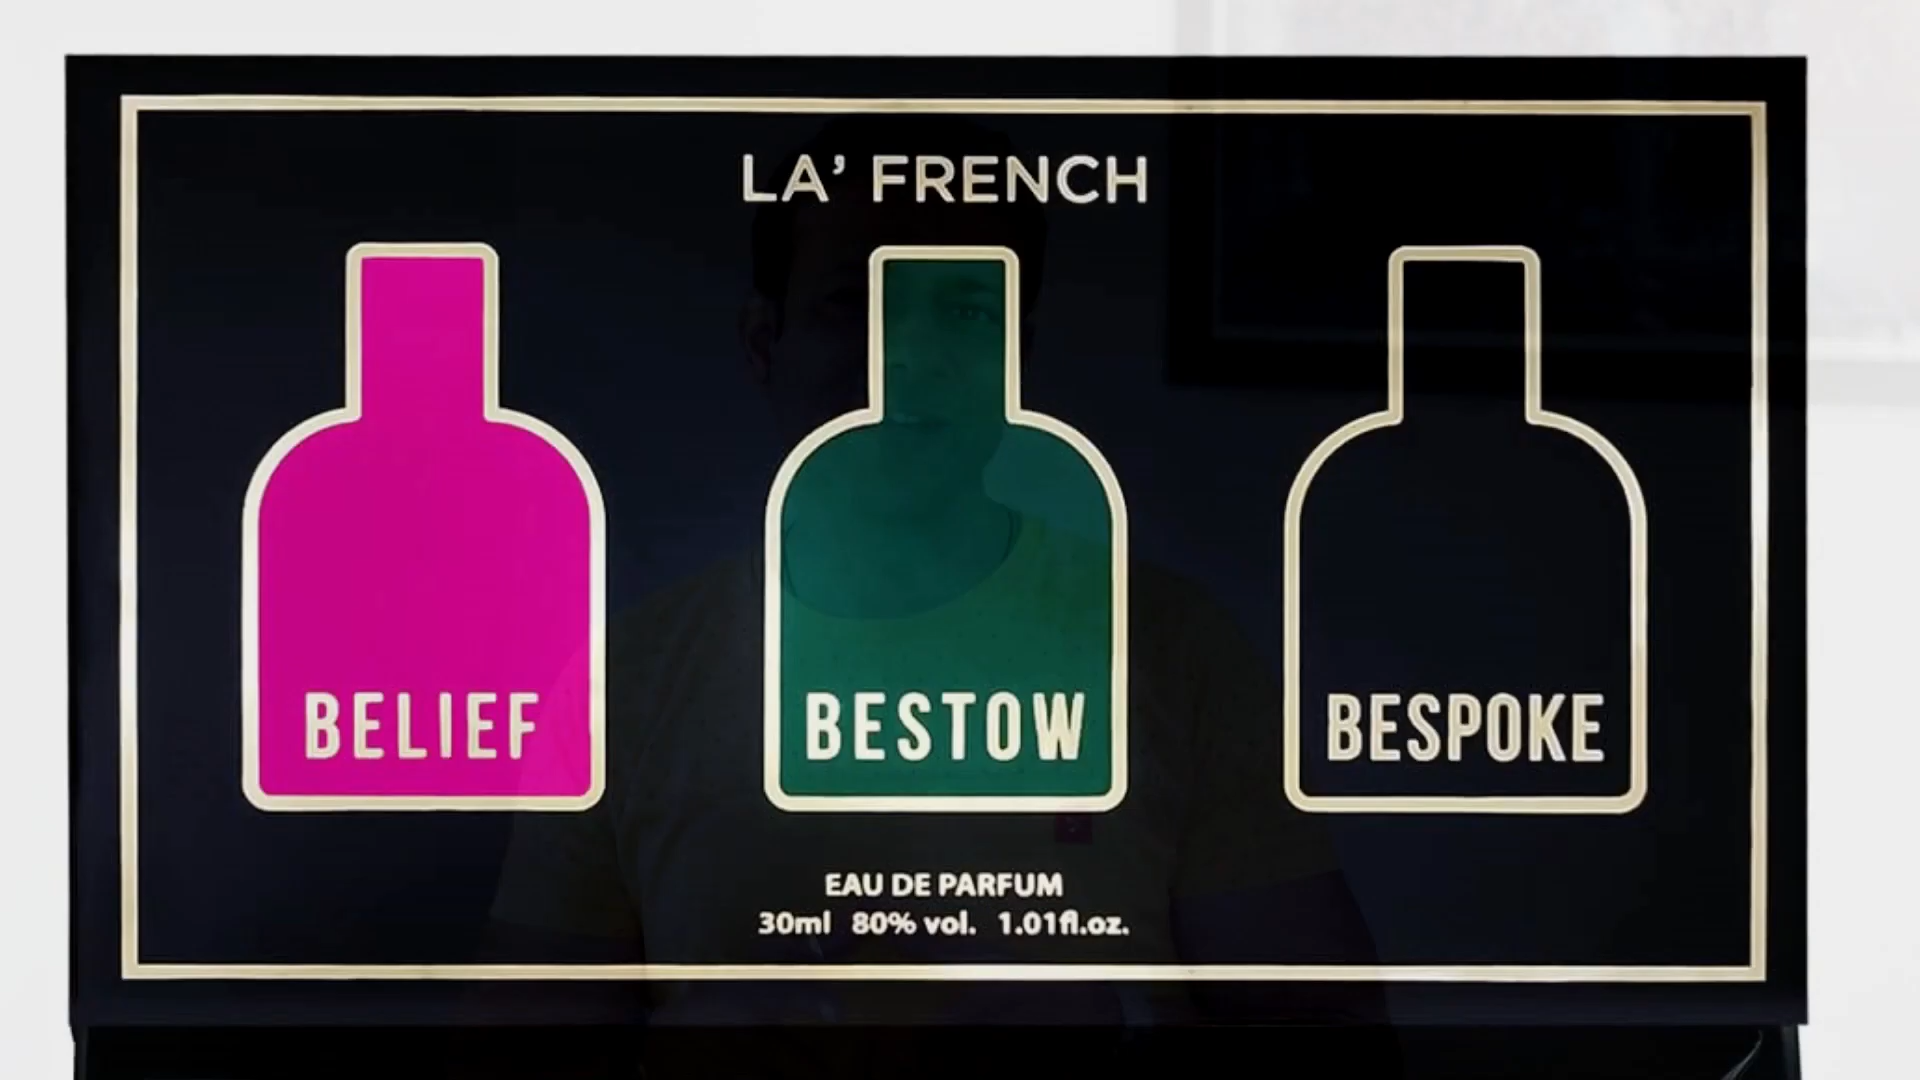 LA’ FRENCH
BELIEF
BESTOW
BESPOKE
EAU DE PARFUM
30ml 80% vol. 1.01fl.oz.